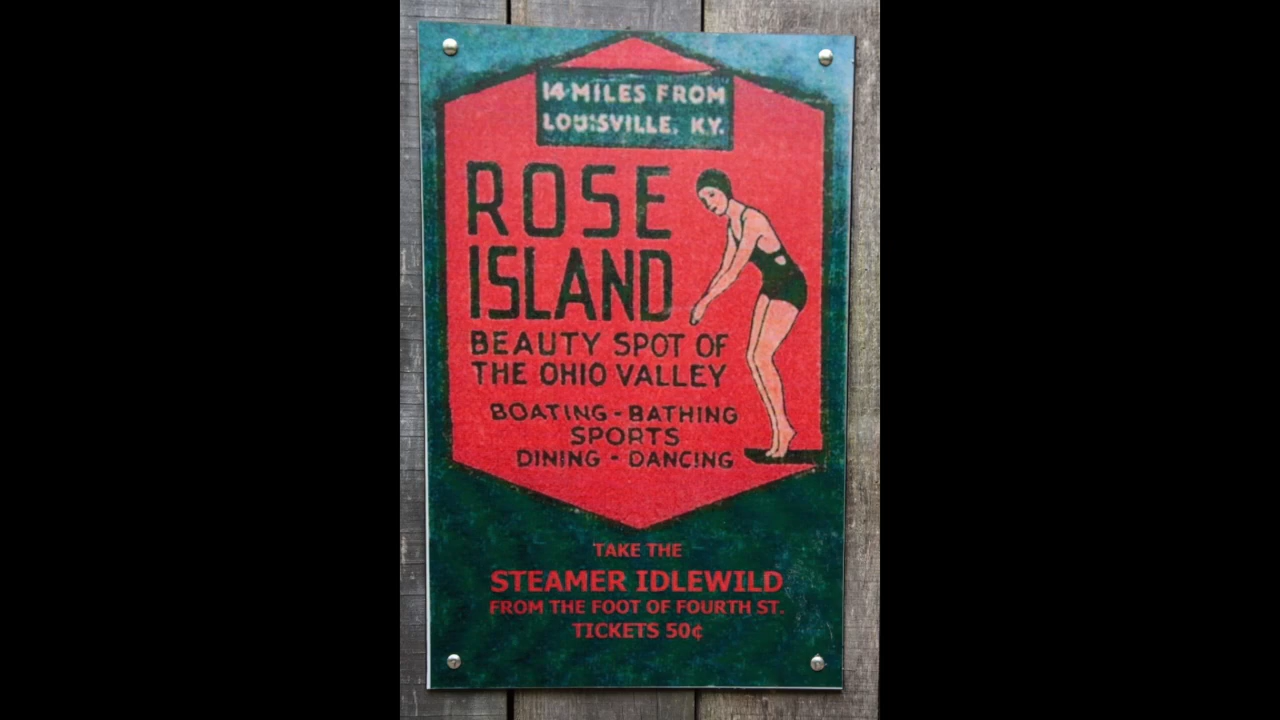 14 MILES FROM
LOUISVILLE, KY.
ROSE
ISLAND
BEAUTY SPOT OF
THE OHIO VALLEY
BOATING - BATHING
SPORTS
DINING - DANCING
TAKE THE
STEAMER IDLEWILD
FROM THE FOOT OF FOURTH ST.
TICKETS 50¢